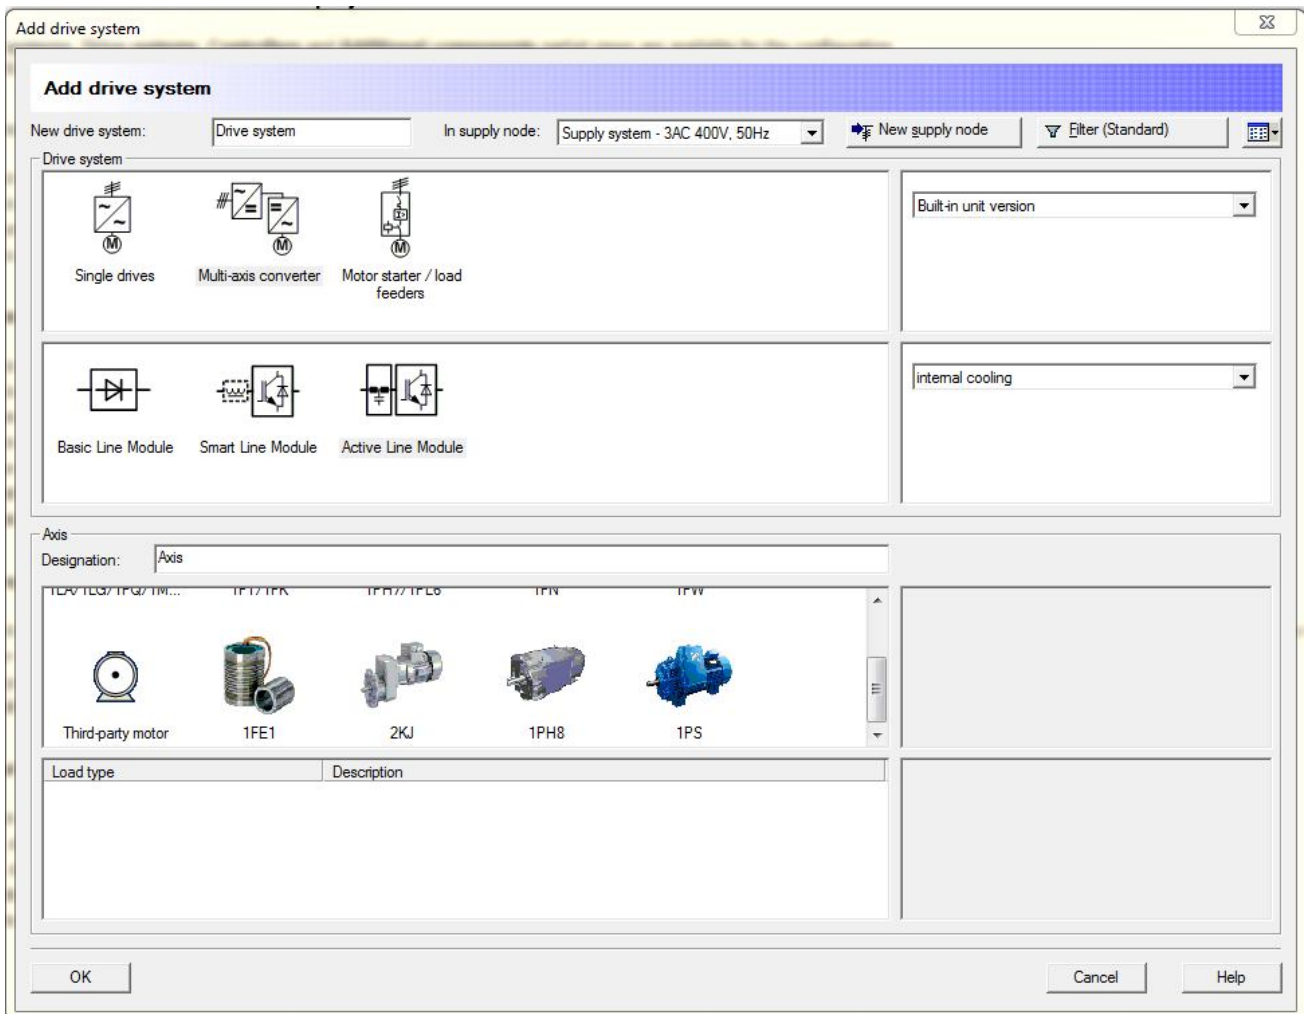 Add drive system
Add drive system
New drive system: Drive system In supply node: Supply system - 3AC 400V, 50Hz New supply node Filter (Standard)
Drive system
Built-in unit version
Single drives Multi-axis converter Motor starter / load feeders
internal cooling
Basic Line Module Smart Line Module Active Line Module
Axis
Designation: Axis
Third-party motor 1FE1 2KJ 1PH8 1PS
Load type Description
OK Cancel Help